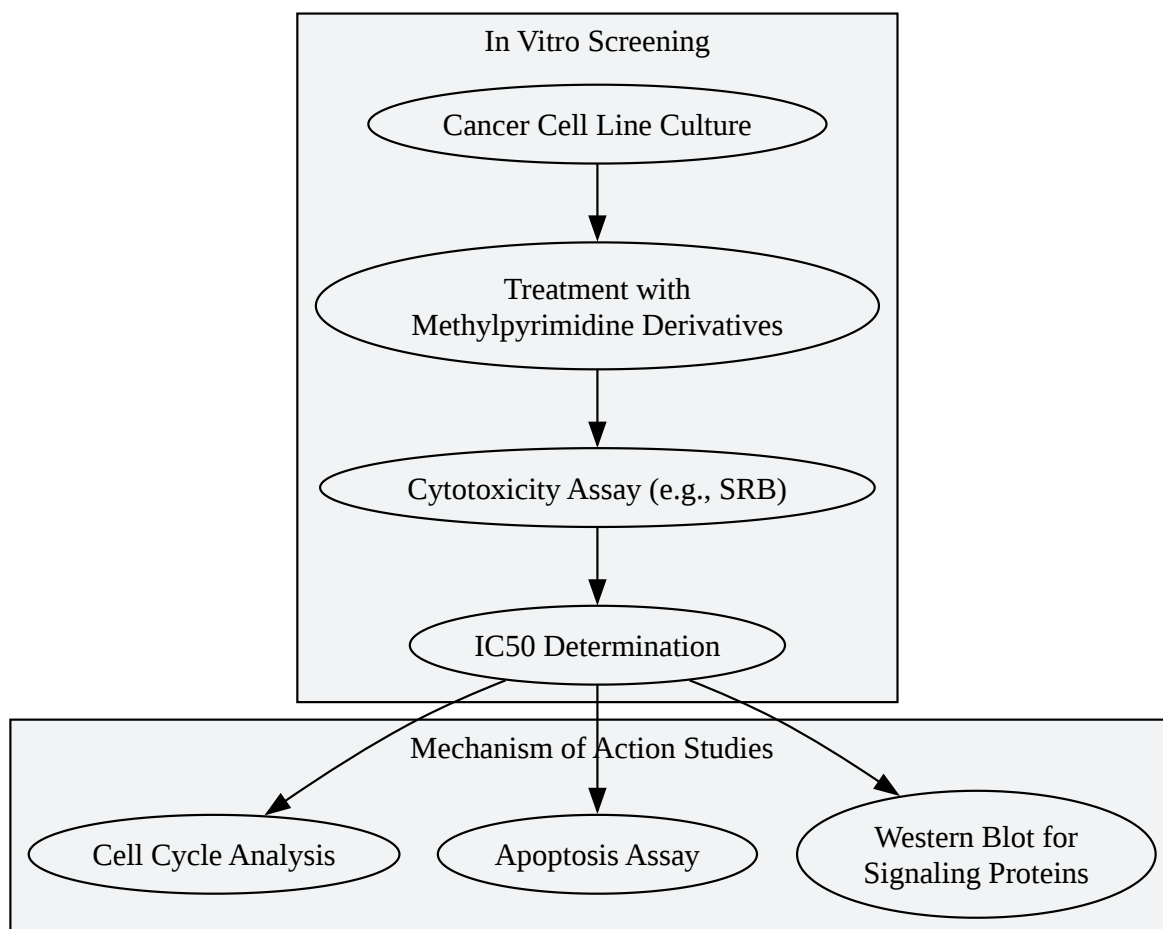 In Vitro Screening
Cancer Cell Line Culture
Treatment with
Methylpyrimidine Derivatives
Cytotoxicity Assay (e.g., SRB)
IC50 Determination
Mechanism of Action Studies
Cell Cycle Analysis
Apoptosis Assay
Western Blot for
Signaling Proteins